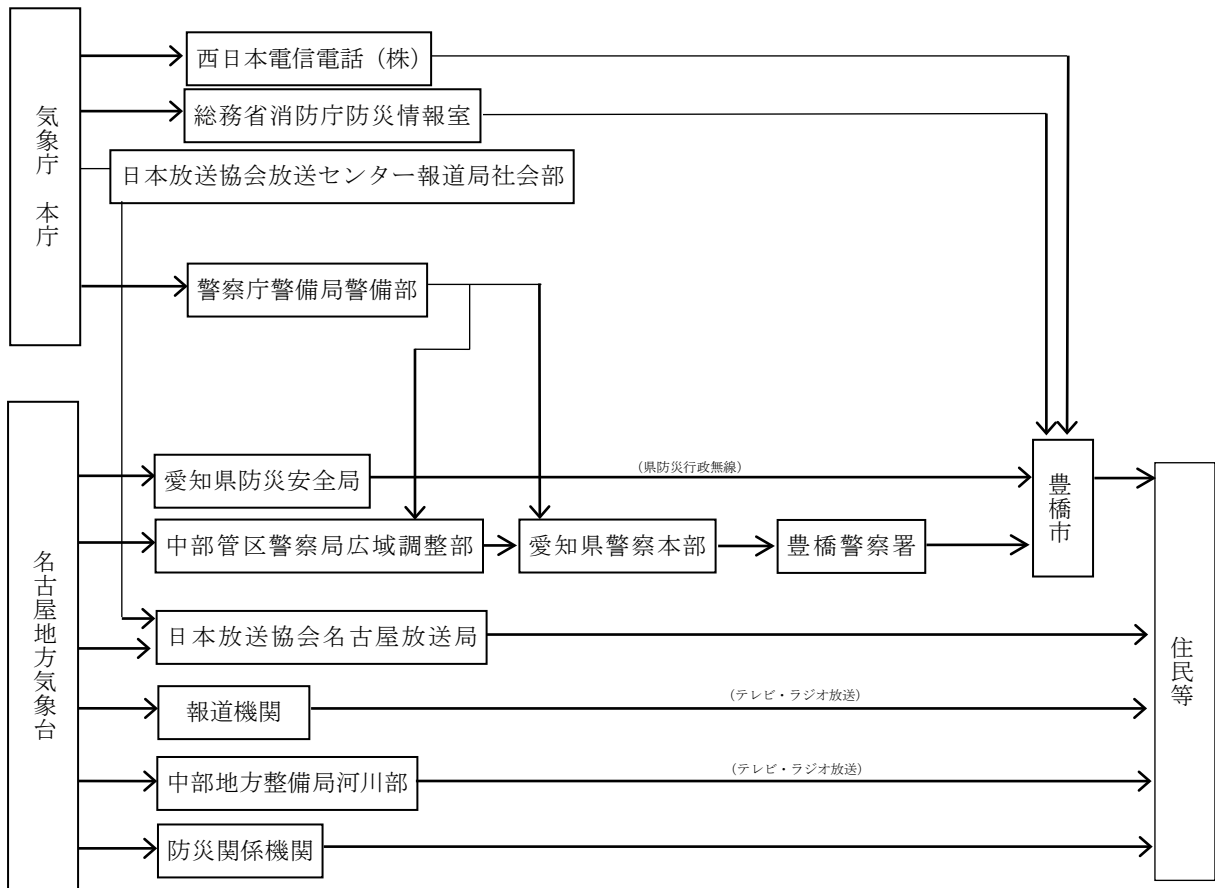 気象庁　本庁
西日本電信電話（株）
総務省消防庁防災情報室
日本放送協会放送センター報道局社会部
警察庁警備局警備部
名古屋地方気象台
愛知県防災安全局
(県防災行政無線)
豊橋市
中部管区警察局広域調整部
愛知県警察本部
豊橋警察署
日本放送協会名古屋放送局
住民等
報道機関
(テレビ・ラジオ放送)
中部地方整備局河川部
(テレビ・ラジオ放送)
防災関係機関